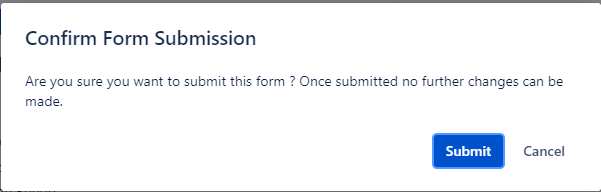 Confirm Form Submission
Are you sure you want to submit this form ? Once submitted no further changes can be
made.
Submit Cancel